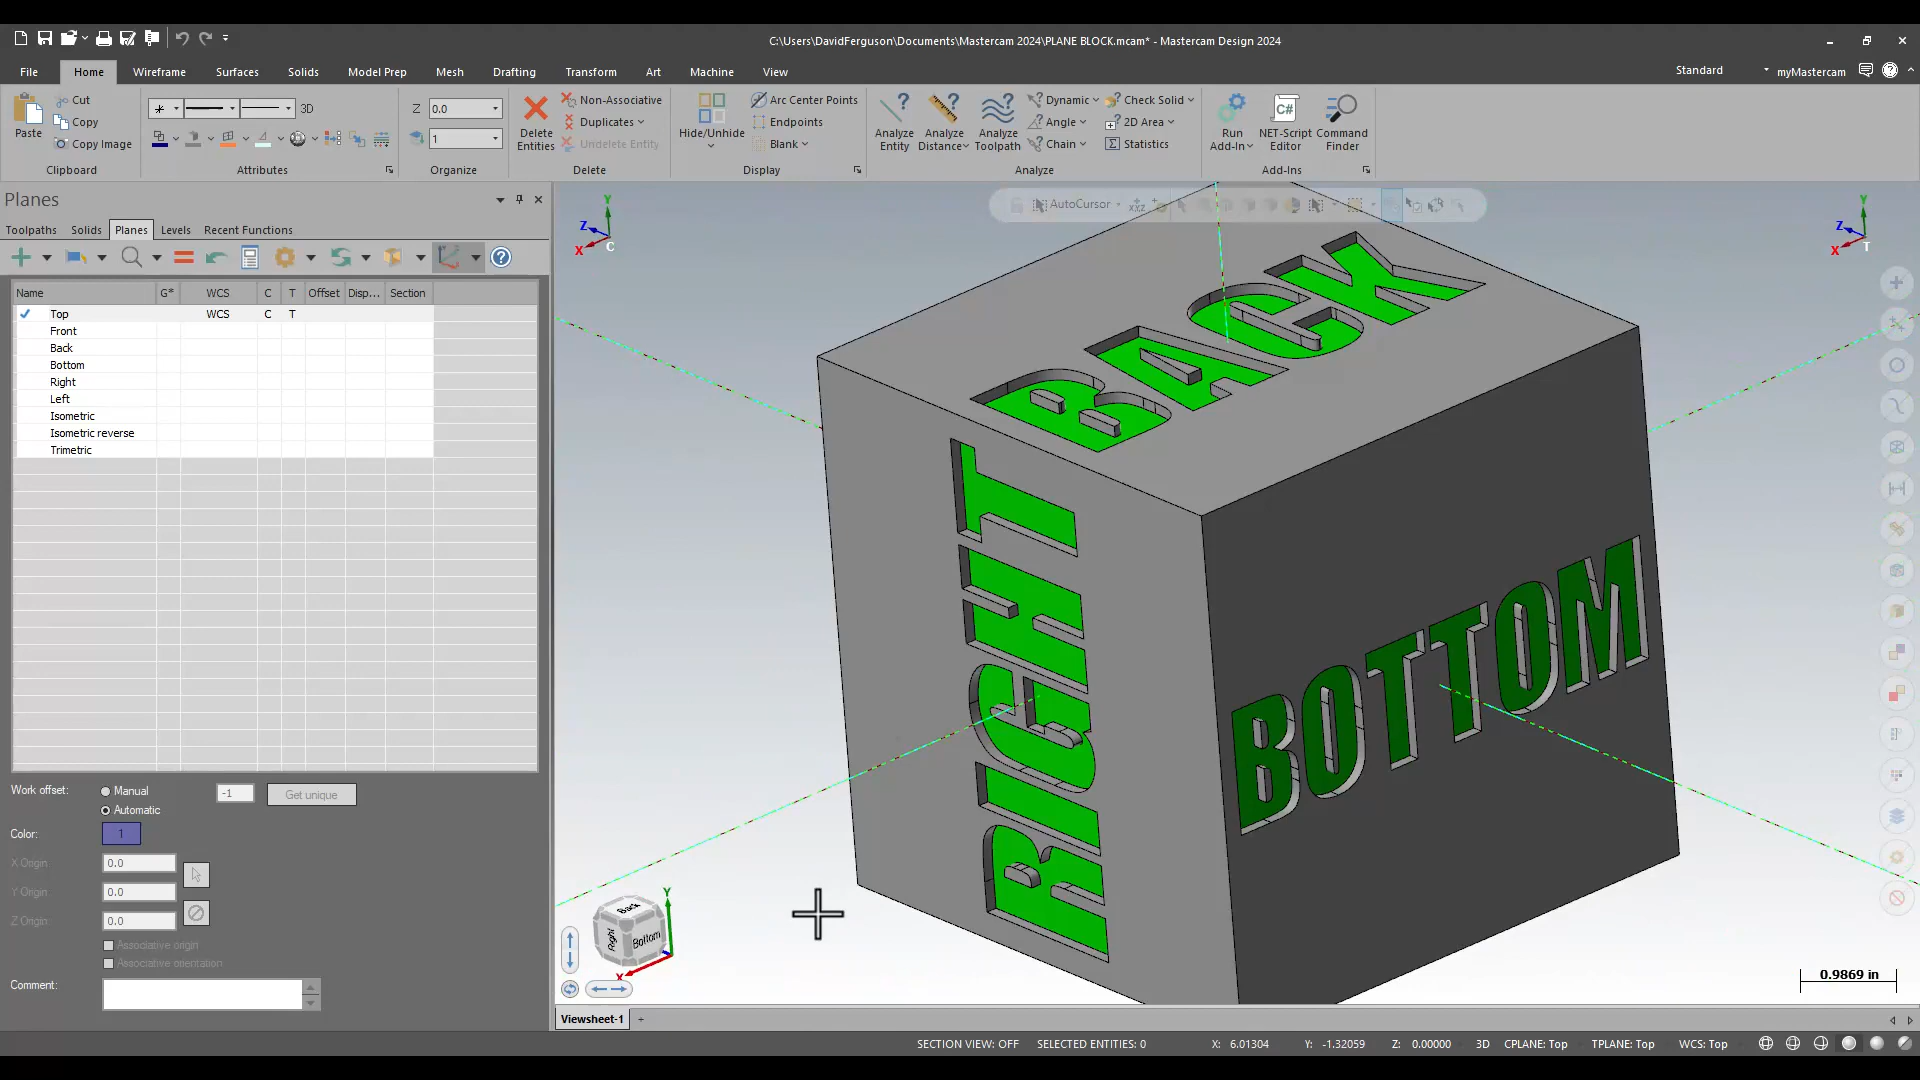 C:\Users\DavidFerguson\Documents\Mastercam 2024\PLANE BLOCK.mcam* - Mastercam Design 2024
File Home Wireframe Surfaces Solids Model Prep Mesh Drafting Transform Art Machine View Standard myMastercam
Paste
Cut
Copy
Copy Image
Clipboard
3D
Attributes
Z 0.0
1
Organize
Delete Entities
Non-Associative
Duplicates
Undelete Entity
Delete
Hide/Unhide
Arc Center Points
Endpoints
Blank
Display
Analyze Entity
Analyze Distance
Analyze Toolpath
Dynamic
Angle
Chain
Check Solid
2D Area
Statistics
Analyze
Run Add-In
NET-Script Editor
Command Finder
Add-Ins
Planes
Toolpaths Solids Planes Levels Recent Functions
Name G* WCS C T Offset Disp... Section
Top WCS C T
Front
Back
Bottom
Right
Left
Isometric
Isometric reverse
Trimetric
Work offset: Manual -1 Get unique
Automatic
Color: 1
X Origin 0.0
Y Origin 0.0
Z Origin: 0.0
Associative origin
Associative orientation
Comment:
AutoCursor
Y
Z
X
C
Y
Z
X
T
BACK
RIGHT
BOTTOM
Y
Back
Right
Bottom
X
0.9869 in
Viewsheet-1 +
SECTION VIEW: OFF SELECTED ENTITIES: 0 X: 6.01304 Y: -1.32059 Z: 0.00000 3D CPLANE: Top TPLANE: Top WCS: Top